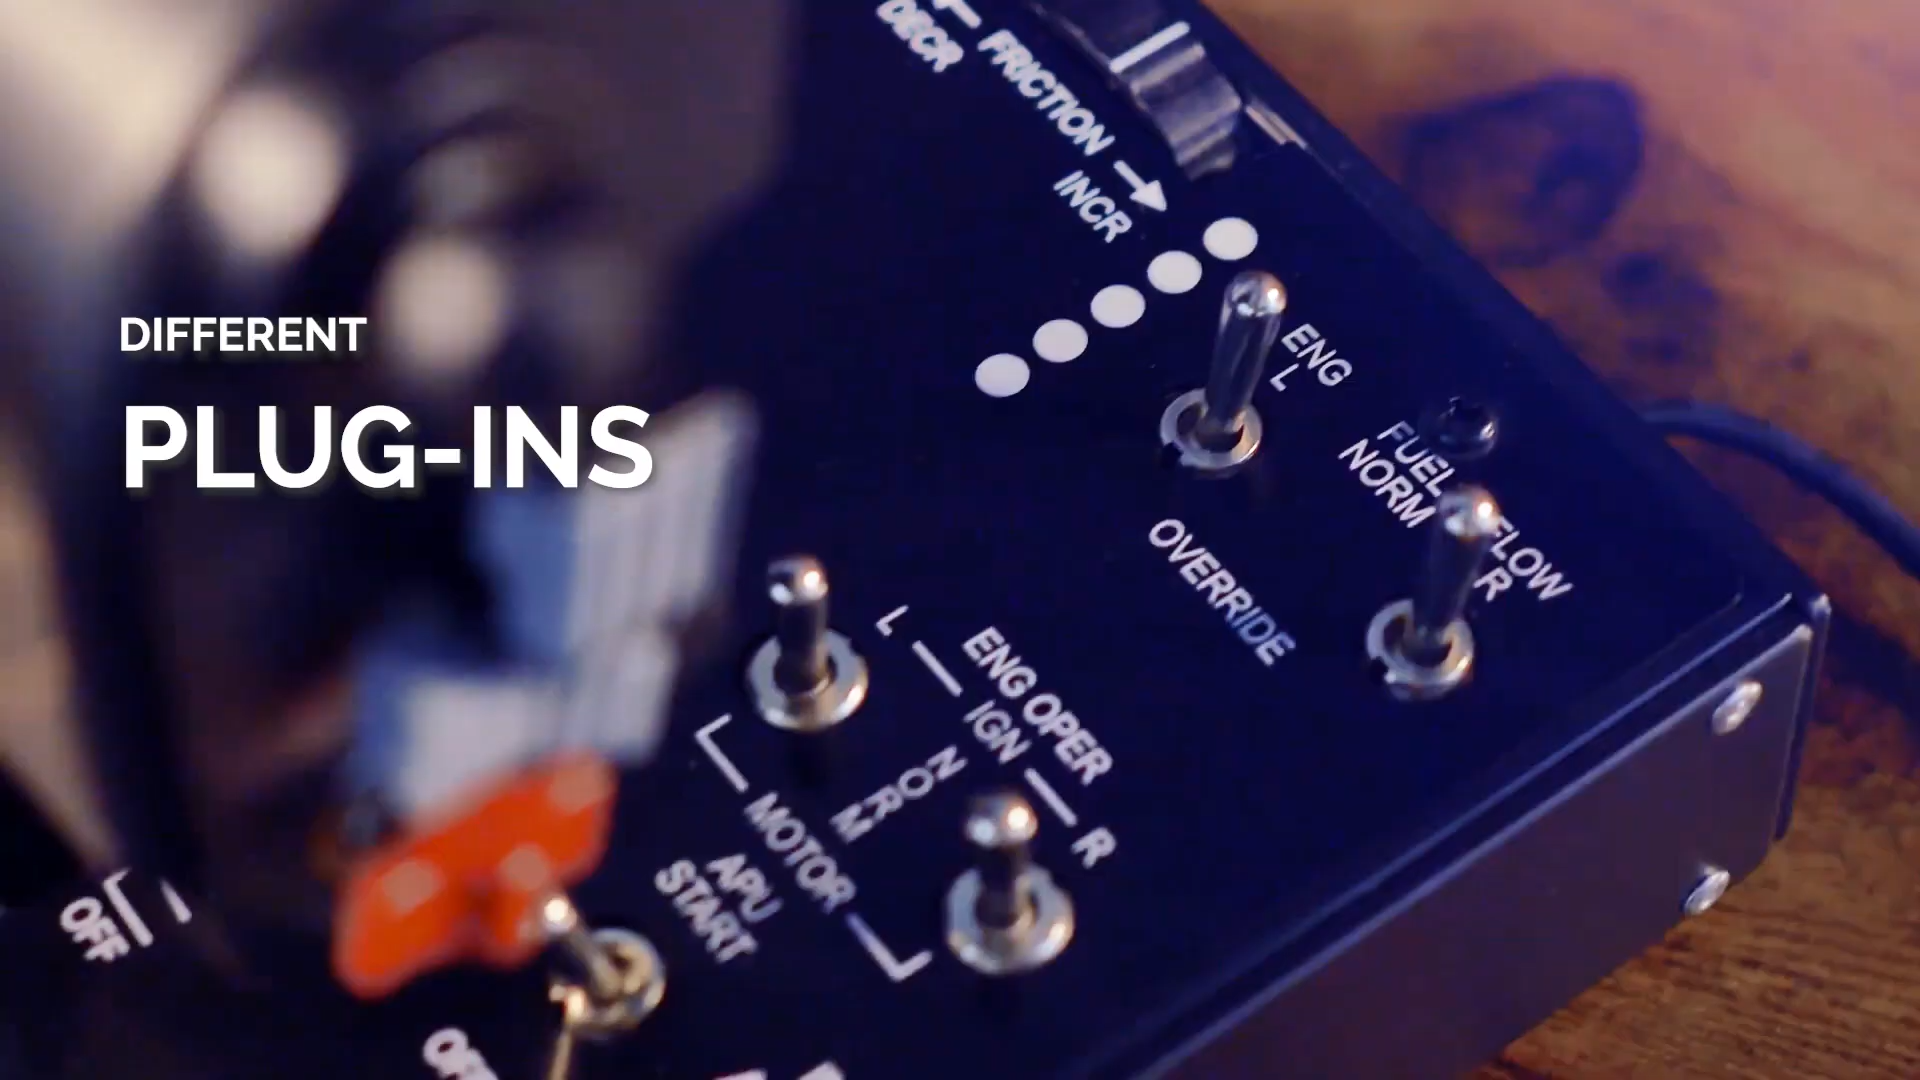 DIFFERENT
PLUG-INS
DECR
FRICTION
INCR
ENG
L
FUEL FLOW
NORM
R
OVERRIDE
L
ENG OPER
IGN
R
NORM
MOTOR
APU
START
OFF